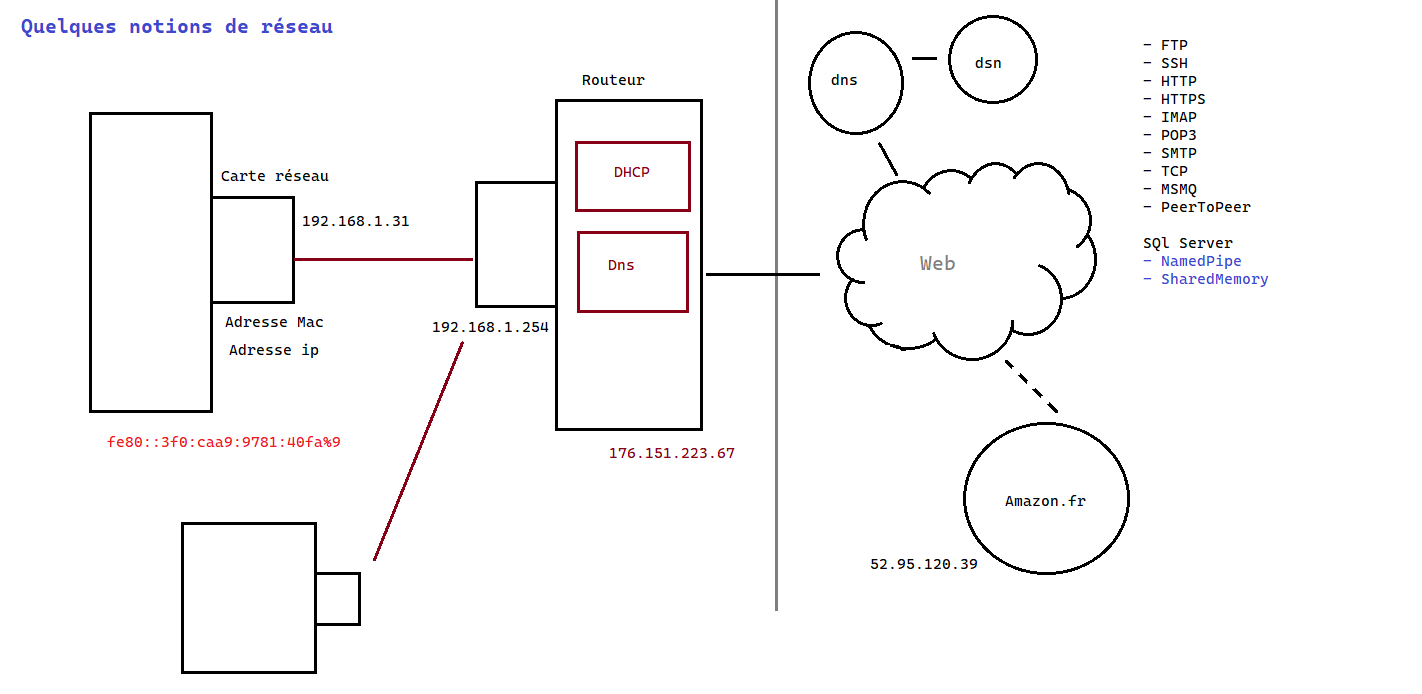 Quelques notions de réseau
Routeur
DHCP
Dns
Carte réseau
192.168.1.31
Adresse Mac
Adresse ip
192.168.1.254
fe80::3f0:caa9:9781:40fa%9
176.151.223.67
dns
dsn
Web
Amazon.fr
52.95.120.39
- FTP
- SSH
- HTTP
- HTTPS
- IMAP
- POP3
- SMTP
- TCP
- MSMQ
- PeerToPeer
SQl Server
- NamedPipe
- SharedMemory